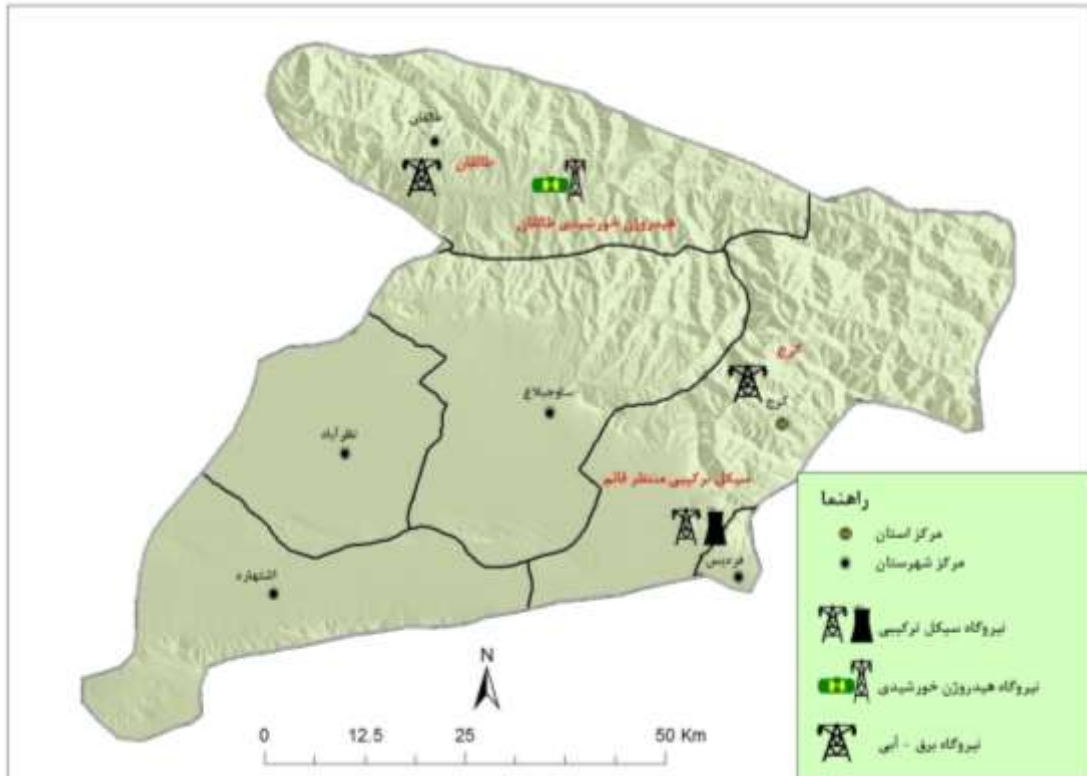 طالقان
طالقان
هیدروژن خورشیدی طالقان
کرج
کرج
ساوجبلاغ
نظرآباد
سیکل ترکیبی منتظر قائم
فردیس
اشتهارد
راهنما
مرکز استان
مرکز شهرستان
نیروگاه سیکل ترکیبی
نیروگاه هیدروژن خورشیدی
نیروگاه برق - آبی
N
0 12.5 25 50 Km